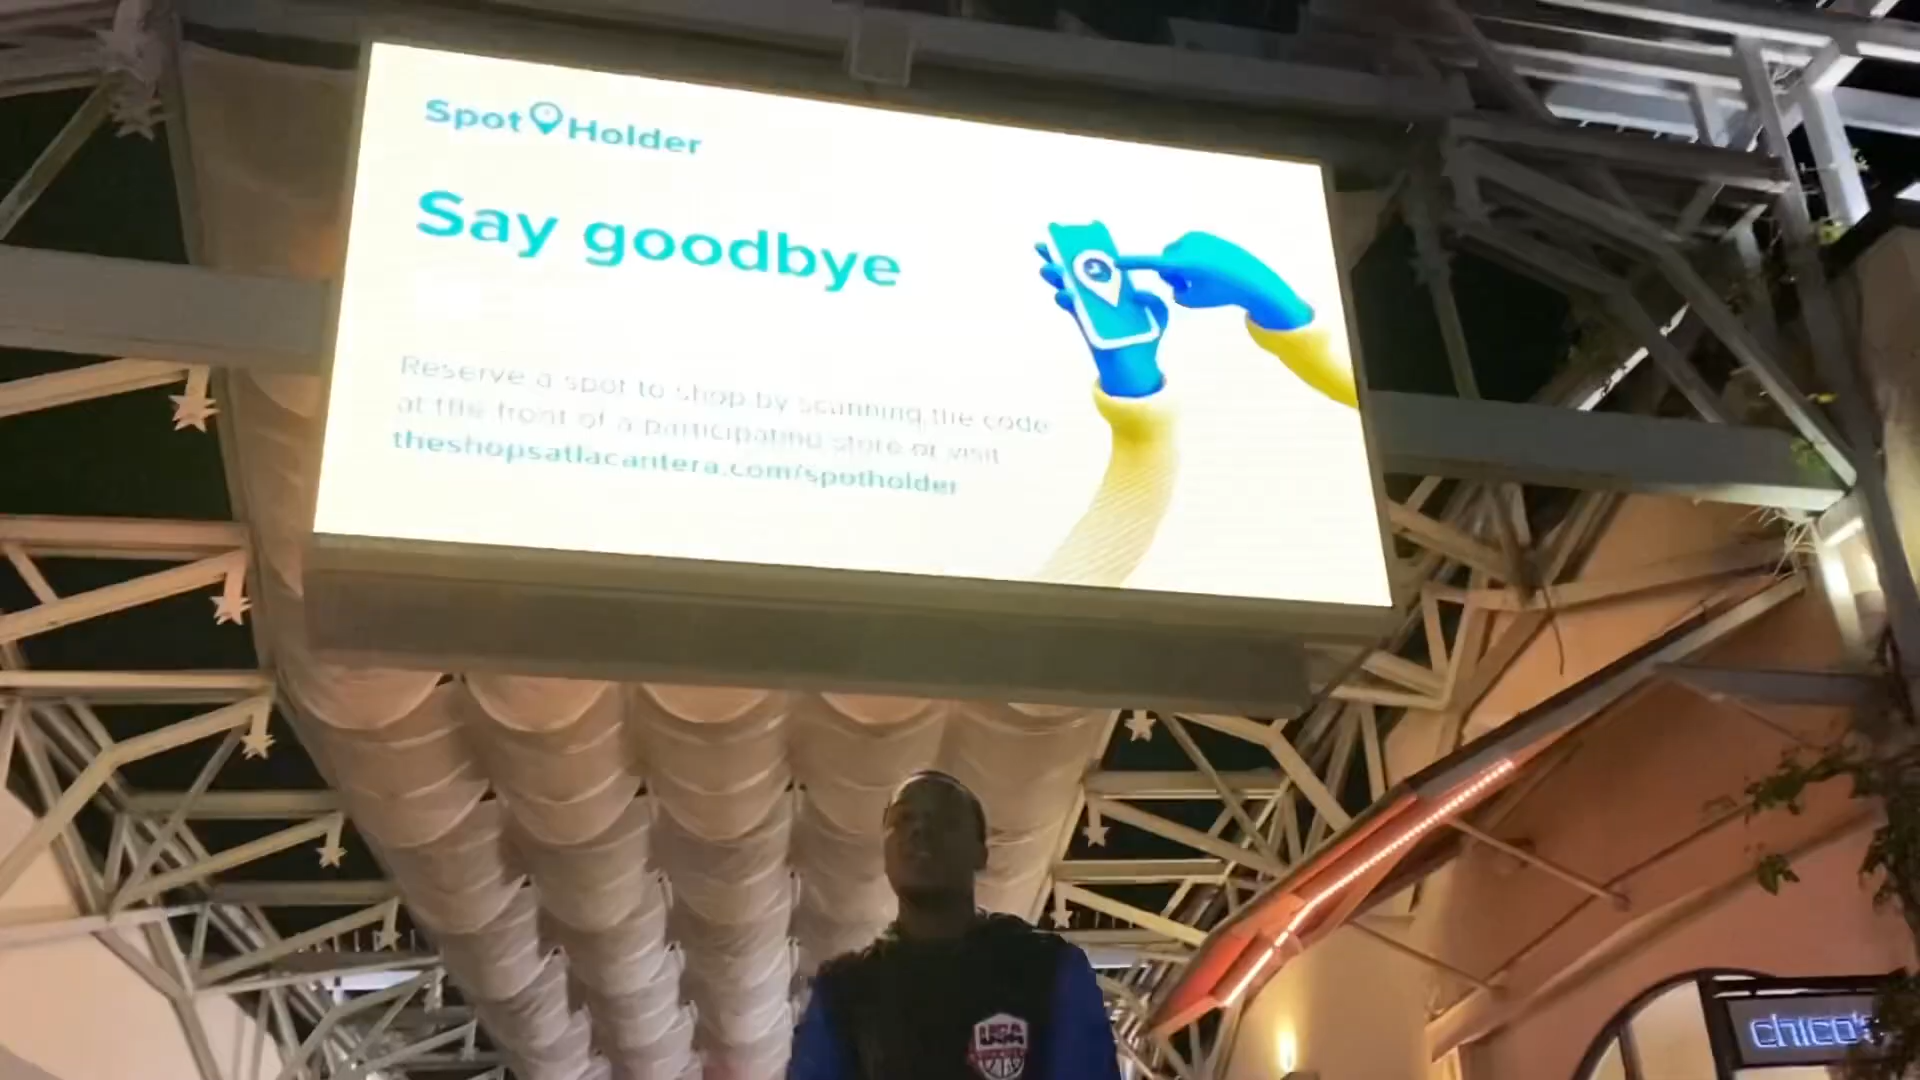 Spot Holder
Say goodbye
Reserve a spot to shop by scanning the code
at the front of a participating store or visit
theshopsatlacantera.com/spotholder
USA
chico's